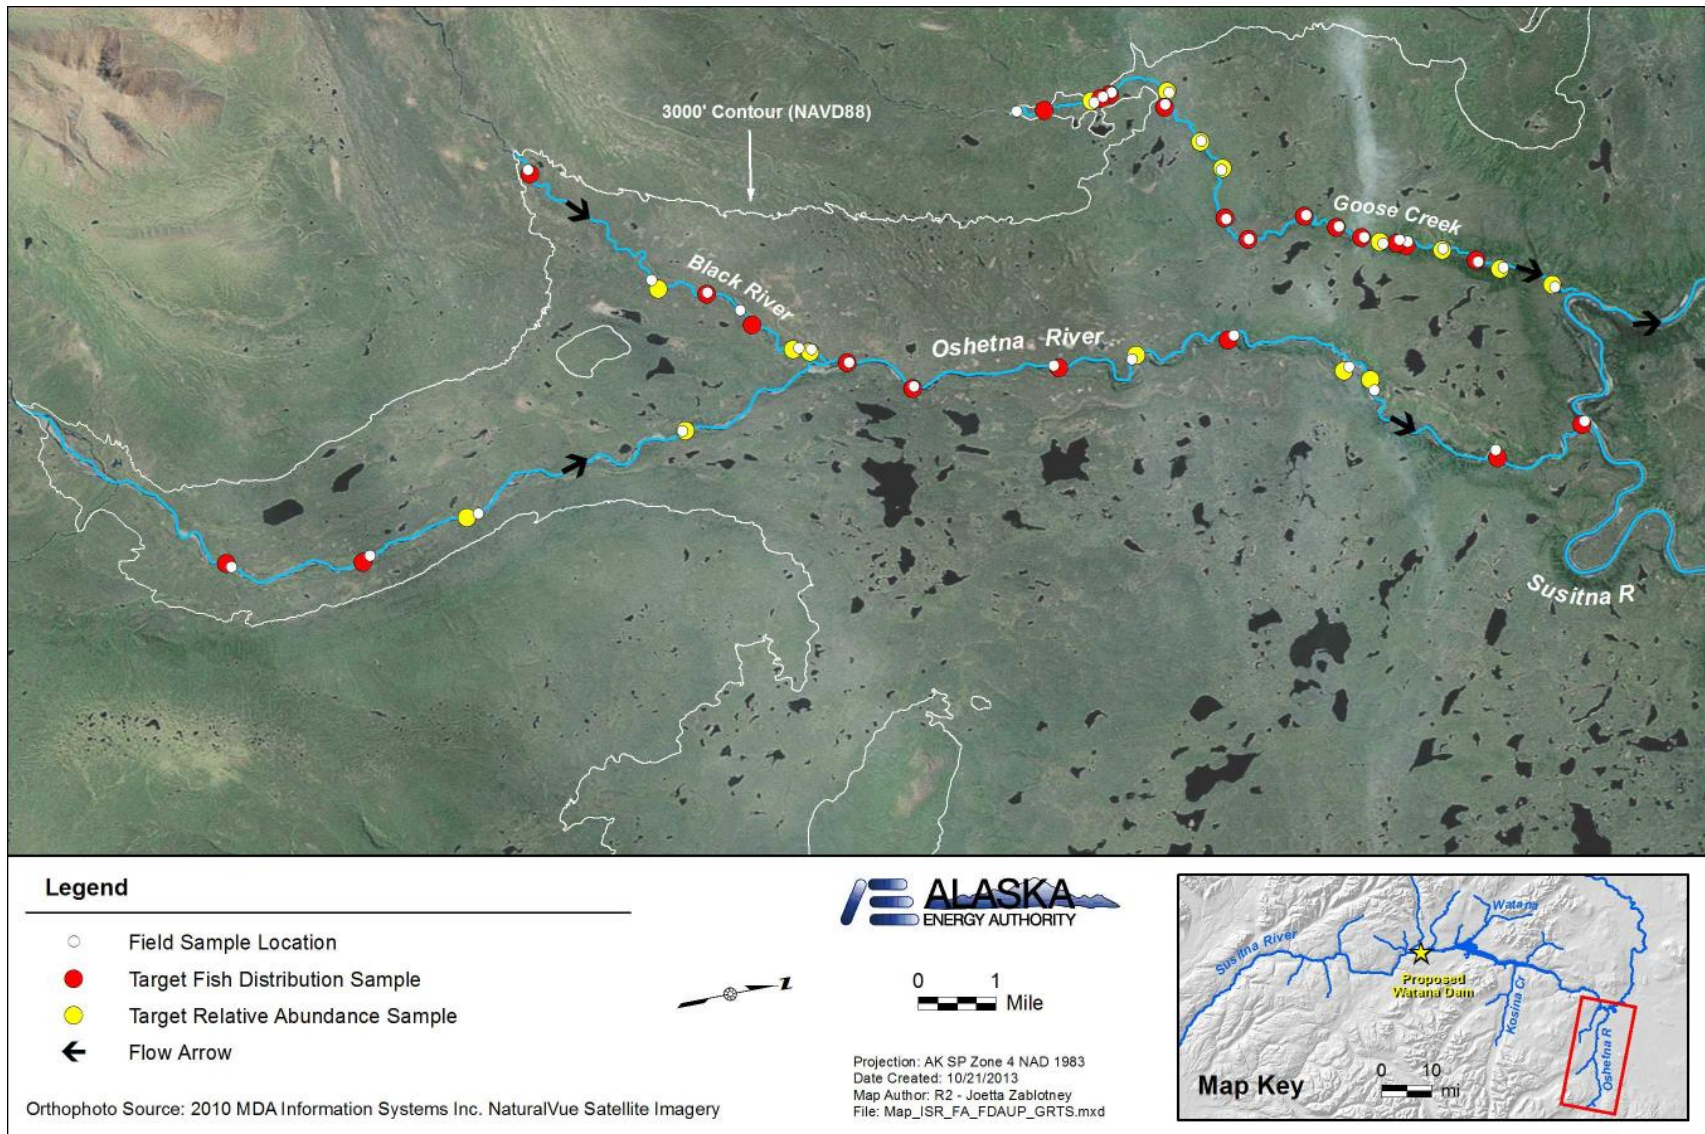 3000' Contour (NAVD88)
Goose Creek
Black River
Oshetna River
Susitna R
Legend
Field Sample Location
Target Fish Distribution Sample
Target Relative Abundance Sample
Flow Arrow
Orthophoto Source: 2010 MDA Information Systems Inc. NaturalVue Satellite Imagery
ALASKA
ENERGY AUTHORITY
Z
0 1
Mile
Projection: AK SP Zone 4 NAD 1983
Date Created: 10/21/2013
Map Author: R2 - Joetta Zablotney
File: Map_ISR_FA_FDAUP_GRTS.mxd
Watana
Susitna River
Proposed
Watana Dam
Kosina Cr
Oshetna R
0 10
mi
Map Key